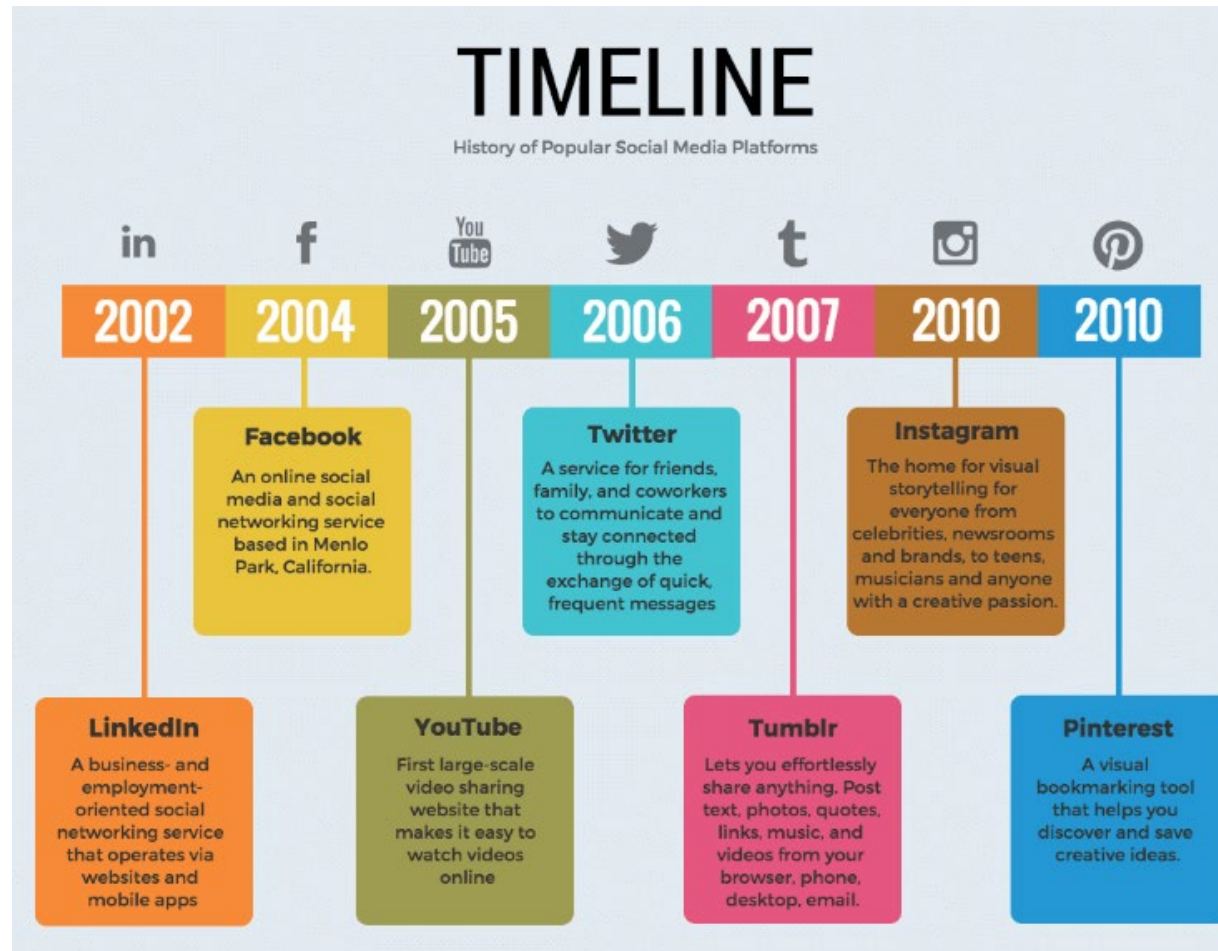 TIMELINE
History of Popular Social Media Platforms
in
f
You
Tube
t
2002
2004
2005
2006
2007
2010
2010
Facebook
An online social
media and social
networking service
based in Menlo
Park, California.
Twitter
A service for friends,
family, and coworkers
to communicate and
stay connected
through the
exchange of quick,
frequent messages
Instagram
The home for visual
storytelling for
everyone from
celebrities, newsrooms
and brands, to teens,
musicians and anyone
with a creative passion.
LinkedIn
A business- and
employment-
oriented social
networking service
that operates via
websites and
mobile apps
YouTube
First large-scale
video sharing
website that
makes it easy to
watch videos
online
Tumblr
Lets you effortlessly
share anything. Post
text, photos, quotes,
links, music, and
videos from your
browser, phone,
desktop, email.
Pinterest
A visual
bookmarking tool
that helps you
discover and save
creative ideas.